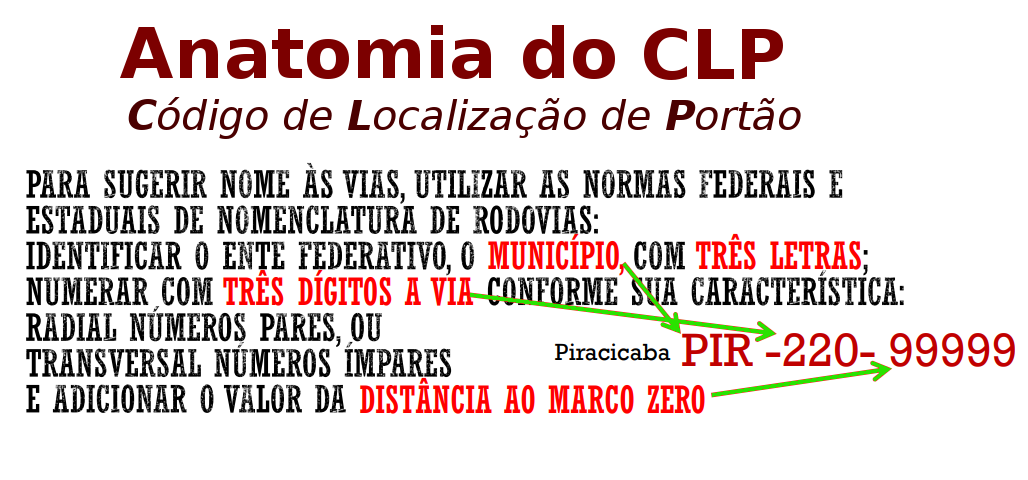 Anatomia do CLP
Código de Localização de Portão
PARA SUGERIR NOME ÀS VIAS, UTILIZAR AS NORMAS FEDERAIS E
ESTADUAIS DE NOMENCLATURA DE RODOVIAS:
IDENTIFICAR O ENTE FEDERATIVO, O MUNICÍPIO, COM TRÊS LETRAS;
NUMERAR COM TRÊS DÍGITOS A VIA CONFORME SUA CARACTERÍSTICA:
RADIAL NÚMEROS PARES, OU
TRANSVERSAL NÚMEROS ÍMPARES
Piracicaba PIR -220- 99999
E ADICIONAR O VALOR DA DISTÂNCIA AO MARCO ZERO